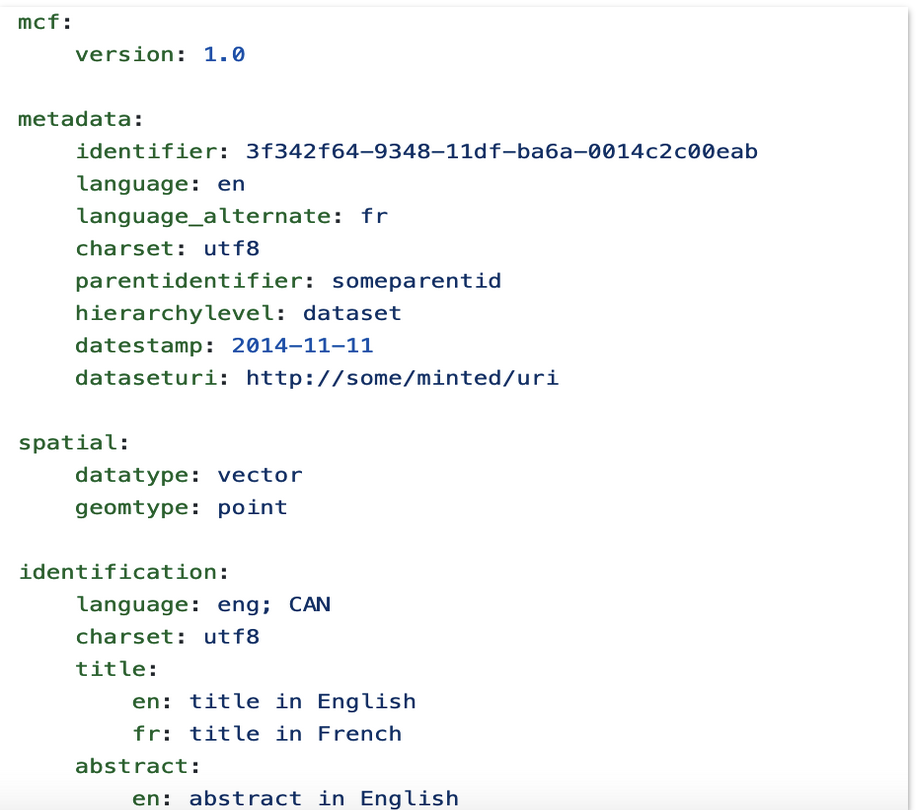 mcf:
    version: 1.0

metadata:
    identifier: 3f342f64-9348-11df-ba6a-0014c2c00eab
    language: en
    language_alternate: fr
    charset: utf8
    parentidentifier: someparentid
    hierarchylevel: dataset
    datestamp: 2014-11-11
    dataseturi: http://some/minted/uri

spatial:
    datatype: vector
    geomtype: point

identification:
    language: eng; CAN
    charset: utf8
    title:
        en: title in English
        fr: title in French
    abstract:
        en: abstract in English